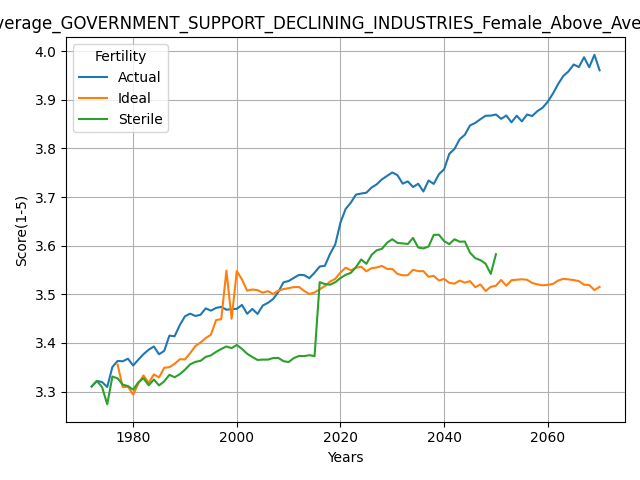 verage_GOVERNMENT_SUPPORT_DECLINING_INDUSTRIES_Female_Above_Ave
Fertility
Actual
Ideal
Sterile
Score(1-5)
4.0
3.9
3.8
3.7
3.6
3.5
3.4
3.3
1980 2000 2020 2040 2060
Years